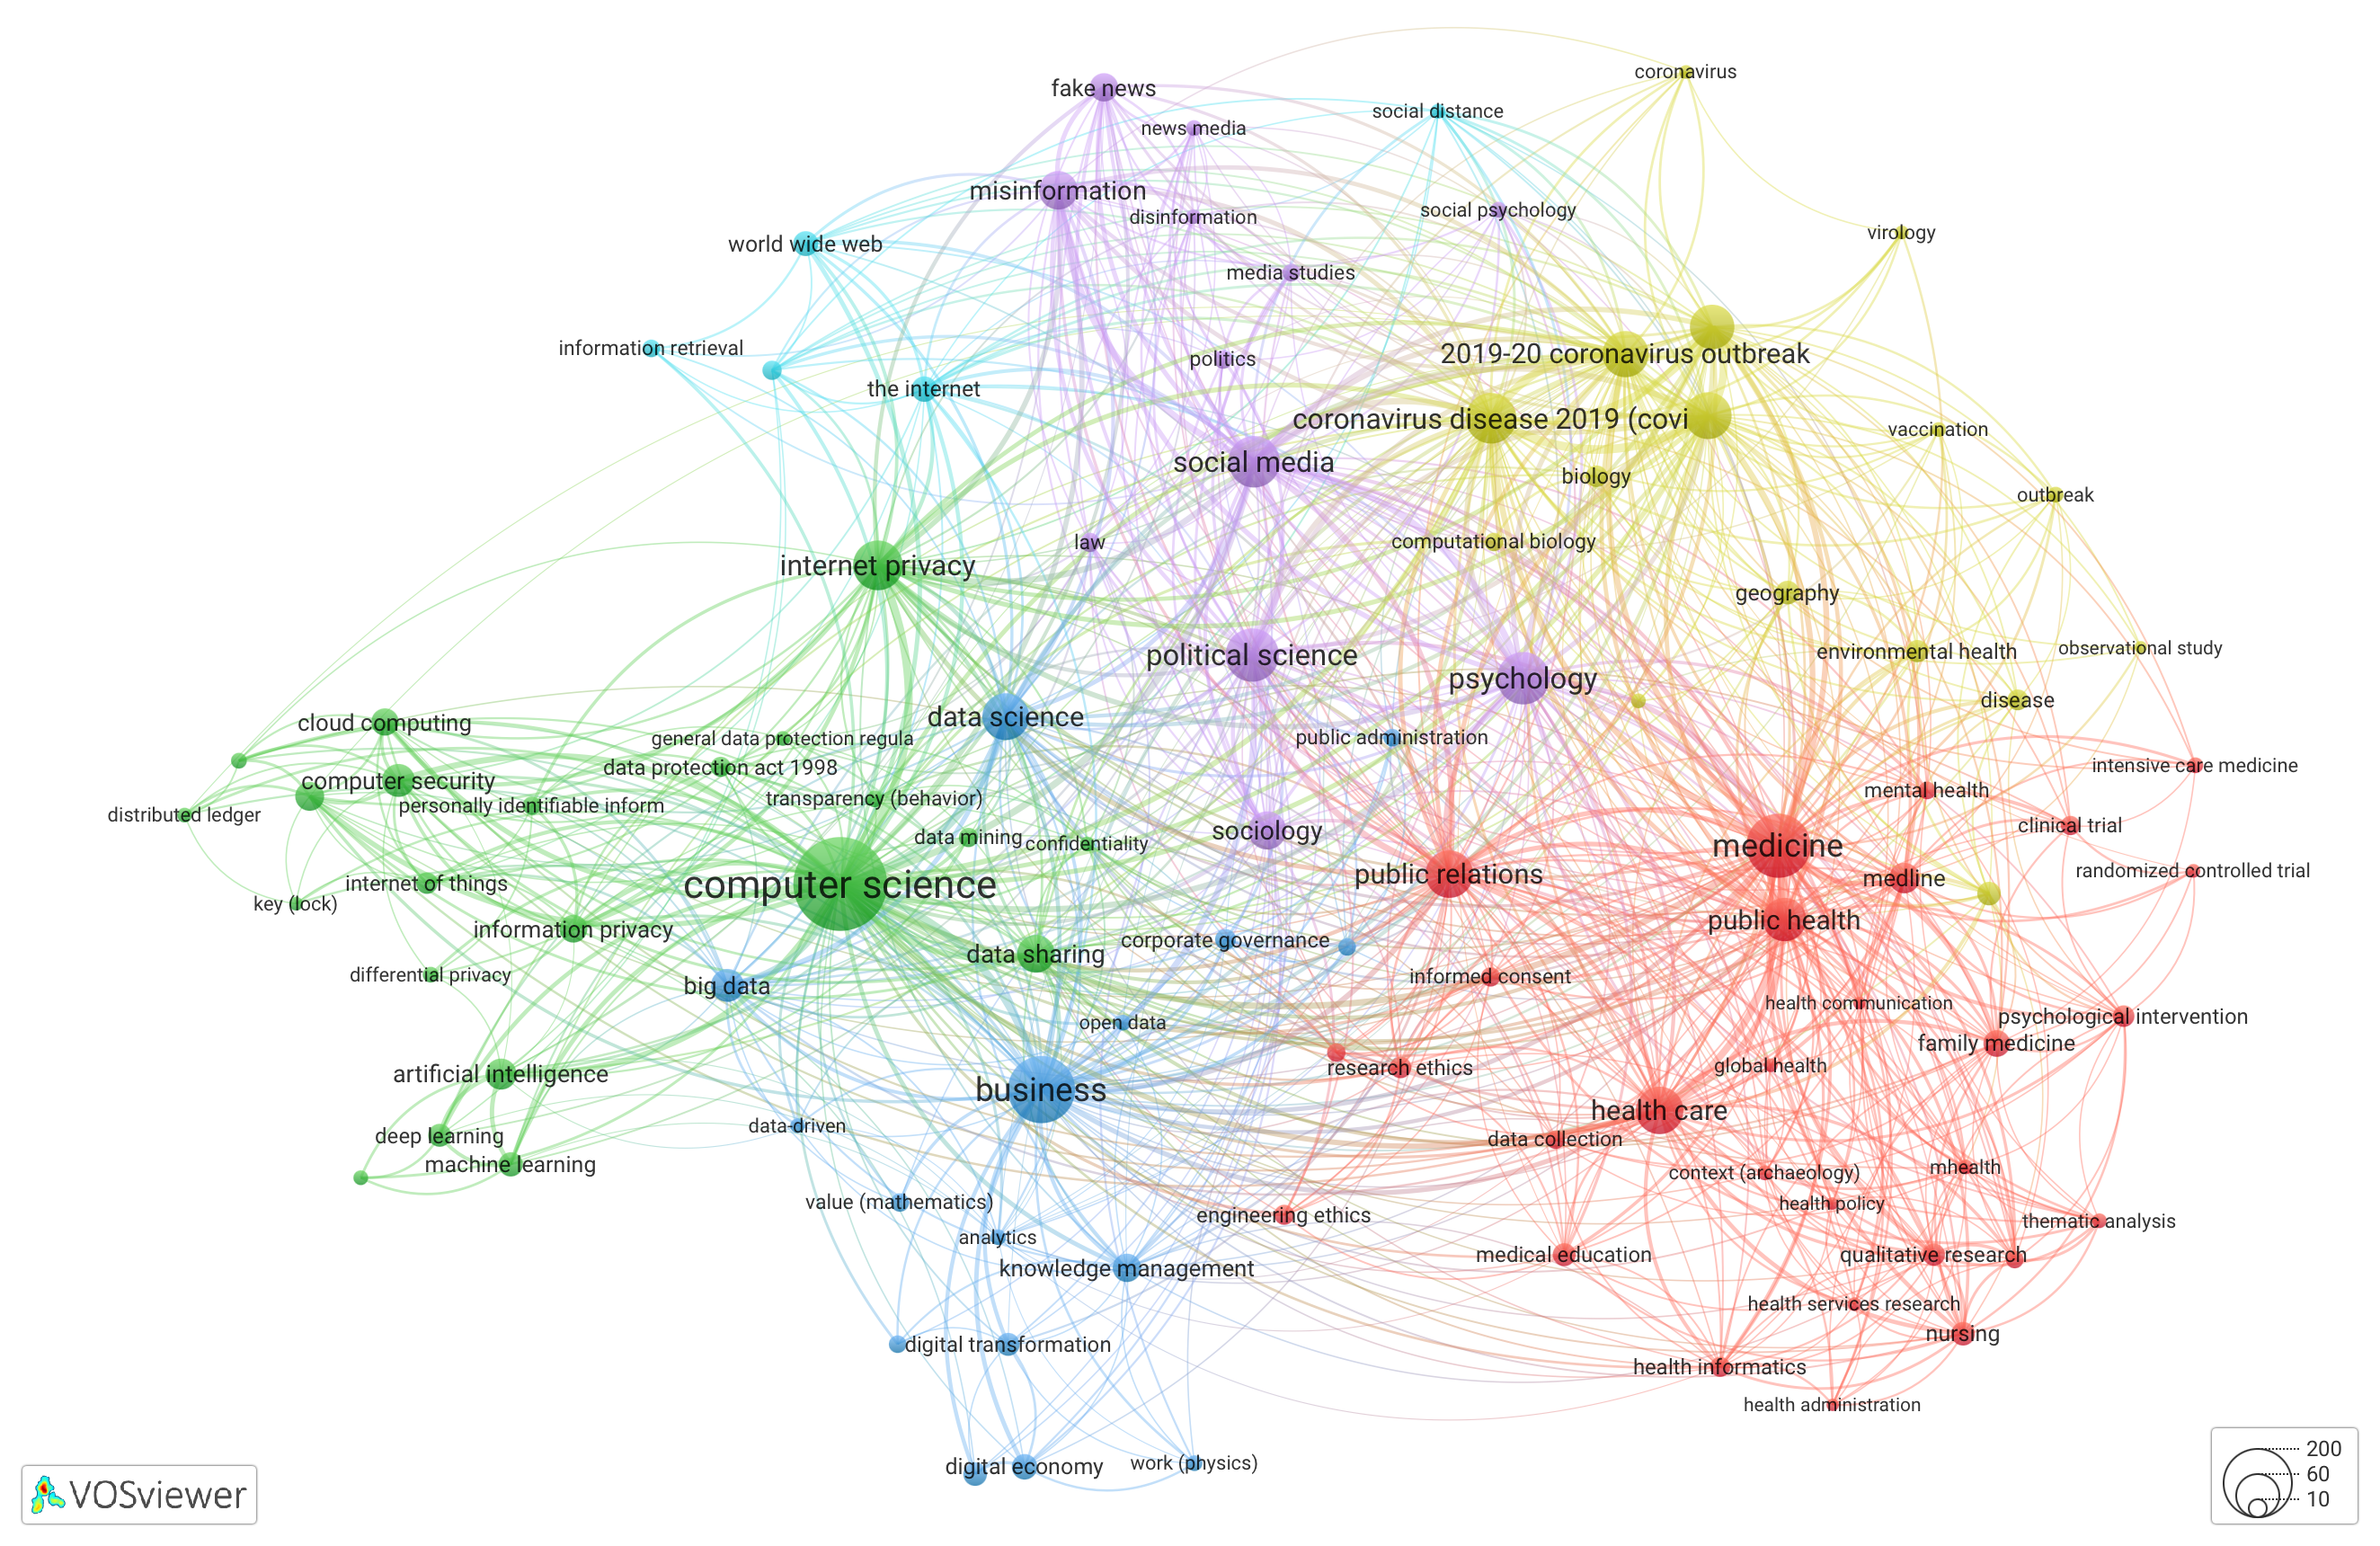 coronavirus
fake news
social distance
news media
misinformation
social psychology
disinformation
virology
world wide web
media studies
information retrieval
2019-20 coronavirus outbreak
politics
the internet
coronavirus disease 2019 (covi
vaccination
social media
biology
outbreak
law
computational biology
internet privacy
geography
observational study
environmental health
political science
psychology
disease
data science
cloud computing
general data protection regula
public administration
intensive care medicine
data protection act 1998
computer security
mental health
transparency (behavior)
personally identifiable inform
distributed ledger
clinical trial
sociology
data mining
confidentiality
medicine
randomized controlled trial
public relations
medline
internet of things
computer science
key (lock)
public health
information privacy
corporate governance
data sharing
differential privacy
informed consent
big data
health communication
psychological intervention
open data
family medicine
global health
research ethics
artificial intelligence
business
health care
data-driven
deep learning
data collection
machine learning
mhealth
context (archaeology)
value (mathematics)
health policy
engineering ethics
thematic analysis
analytics
medical education
qualitative research
knowledge management
health services research
nursing
digital transformation
health informatics
health administration
digital economy
work (physics)
VOSviewer
200
60
10